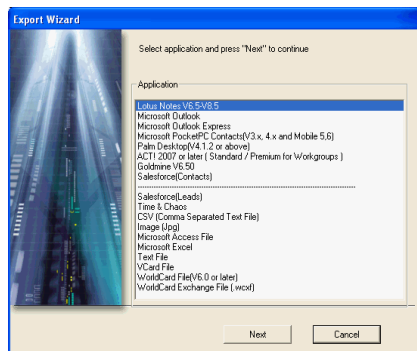 Export Wizard
Select application and press "Next" to continue
Application
Lotus Notes V6.5-V8.5
Microsoft Outlook
Microsoft Outlook Express
Microsoft PocketPC Contacts(V3.x, 4.x and Mobile 5,6)
Palm Desktop(V4.1.2 or above)
ACT! 2007 or later ( Standard / Premium for Workgroups )
Goldmine V6.50
Salesforce(Contacts)
Salesforce(Leads)
Time & Chaos
CSV (Comma Separated Text File)
Image (Jpg)
Microsoft Access File
Microsoft Excel
Text File
VCard File
WorldCard File(V6.0 or later)
WorldCard Exchange File (.wcxf)
Next
Cancel